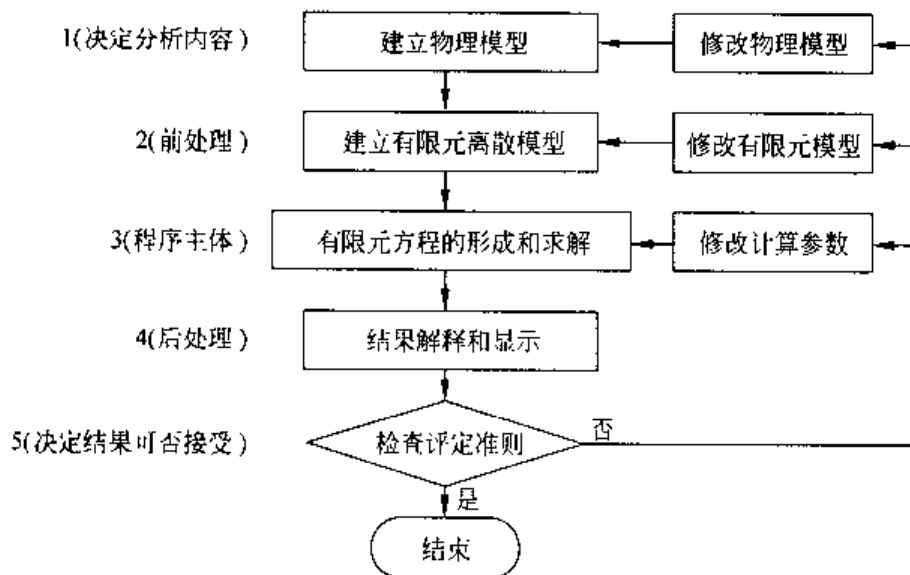 1(决定分析内容)
建立物理模型
修改物理模型
2(前处理)
建立有限元离散模型
修改有限元模型
3(程序主体)
有限元方程的形成和求解
修改计算参数
4(后处理)
结果解释和显示
5(决定结果可否接受)
检查评定准则
否
是
结束